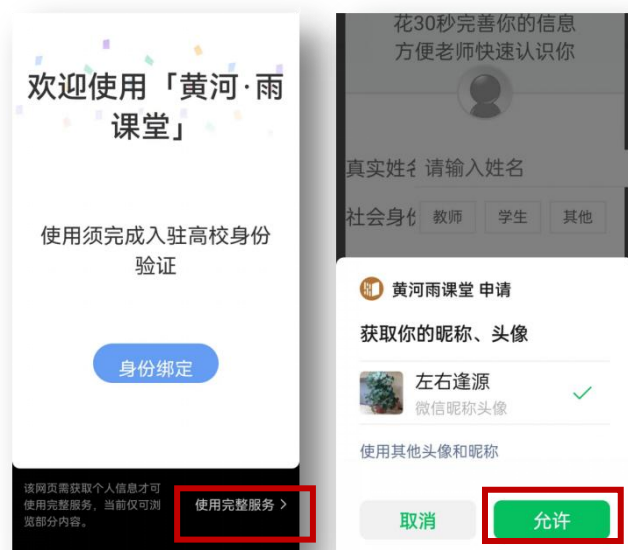 欢迎使用「黄河·雨
课堂」
使用须完成入驻高校身份
验证
身份绑定
该网页需获取个人信息才可
使用完整服务，当前仅可浏
览部分内容。
使用完整服务 >
花30秒完善你的信息
方便老师快速认识你
真实姓名 请输入姓名
社会身份 教师 学生 其他
黄河雨课堂 申请
获取你的昵称、头像
左右逢源
微信昵称头像
使用其他头像和昵称
取消 允许